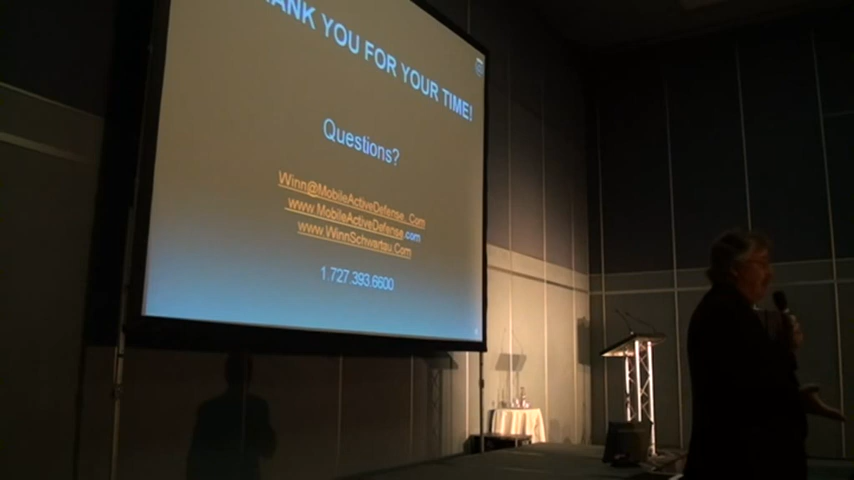 ANK YOU FOR YOUR TIME!
Questions?
Winn@MobileActiveDefense .Com
www.MobileActiveDefense.com
www.WinnSchwartau.Com
1.727.393.6600